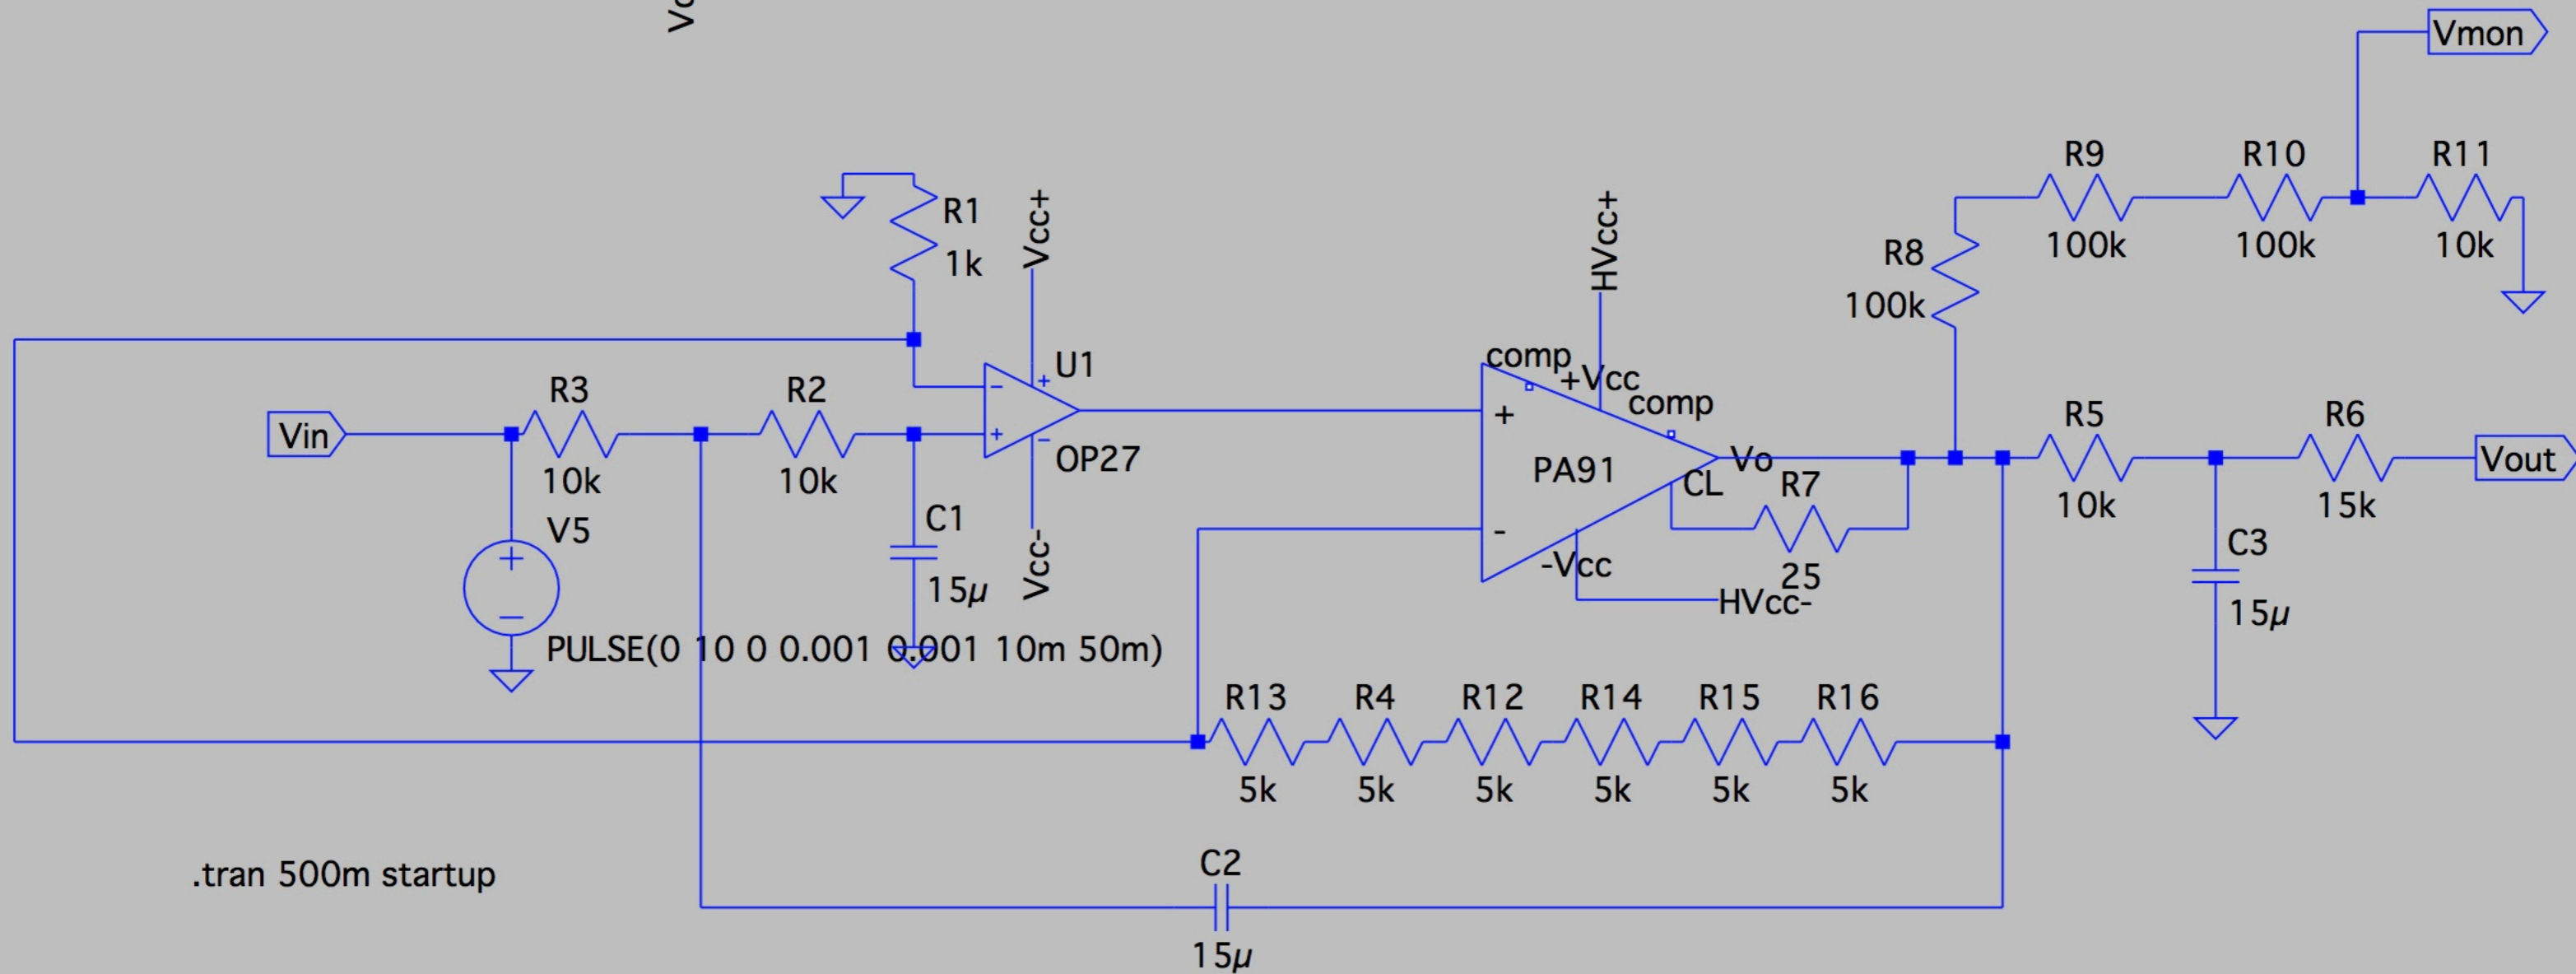 Vmon
R9
R10
R11
100k
100k
10k
R8
100k
R1
1k
Vcc+
HVcc+
U1
+
−
+
−
OP27
Vcc-
comp
+Vcc
comp
+
PA91
-
-Vcc
CL
Vo
R7
25
HVcc-
R5
10k
R6
15k
Vout
C3
15µ
Vin
R3
10k
R2
10k
C1
15µ
V5
+
−
PULSE(0 10 0 0.001 0.001 10m 50m)
R13
R4
R12
R14
R15
R16
5k
5k
5k
5k
5k
5k
.tran 500m startup
C2
15µ